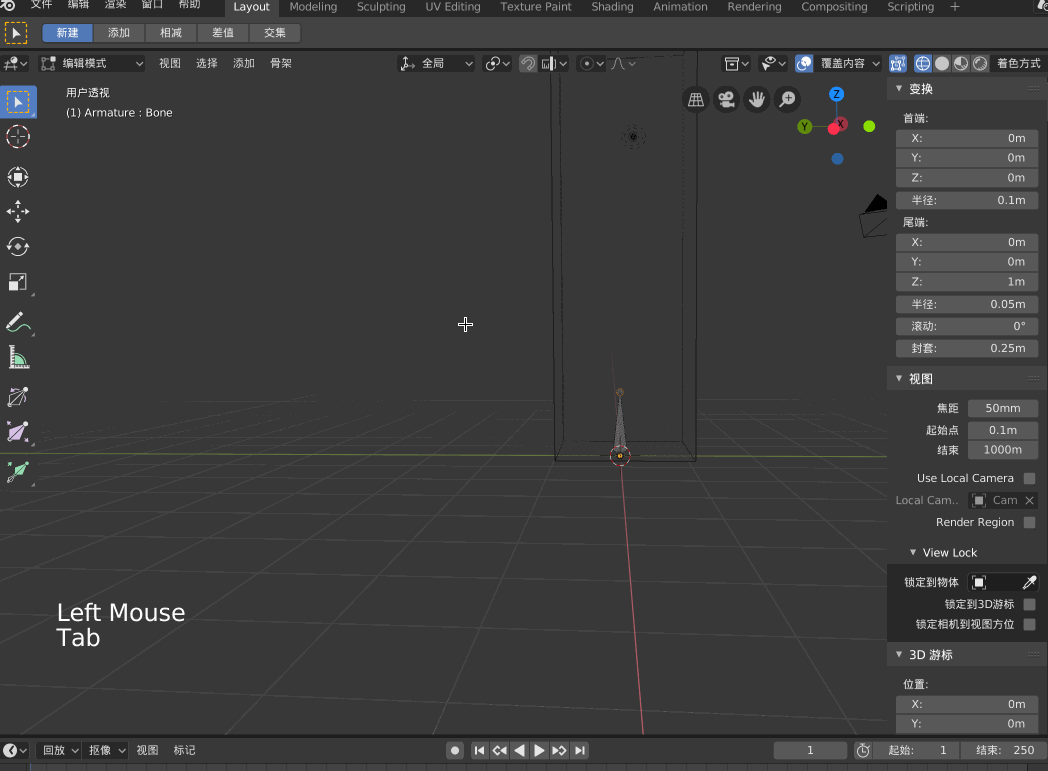 文件 编辑 渲染 窗口 帮助 Layout Modeling Sculpting UV Editing Texture Paint Shading Animation Rendering Compositing Scripting +
新建 添加 相减 差值 交集
编辑模式 视图 选择 添加 骨架 全局 覆盖内容 着色方式
用户透视
(1) Armature : Bone
Z
Y
X
变换
首端:
X: 0m
Y: 0m
Z: 0m
半径: 0.1m
尾端:
X: 0m
Y: 0m
Z: 1m
半径: 0.05m
滚动: 0°
封套: 0.25m
视图
焦距 50mm
起始点 0.1m
结束 1000m
Use Local Camera
Local Cam.. Cam
Render Region
View Lock
锁定到物体
锁定到3D游标
锁定相机到视图方位
3D 游标
位置:
X: 0m
Y: 0m
Left Mouse
Tab
回放 抠像 视图 标记 1 起始: 1 结束: 250